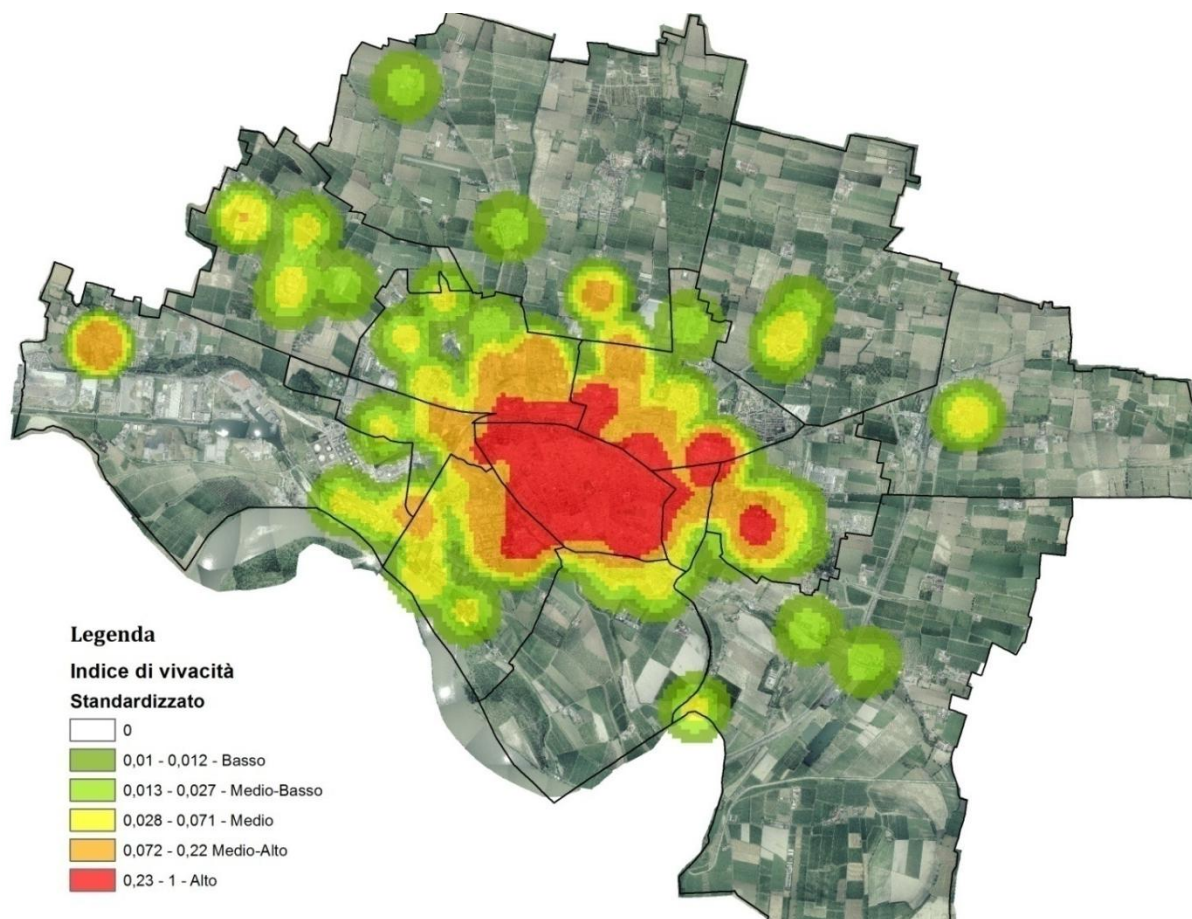 Legenda
Indice di vivacità
Standardizzato
0
0,01 - 0,012 - Basso
0,013 - 0,027 - Medio-Basso
0,028 - 0,071 - Medio
0,072 - 0,22 Medio-Alto
0,23 - 1 - Alto